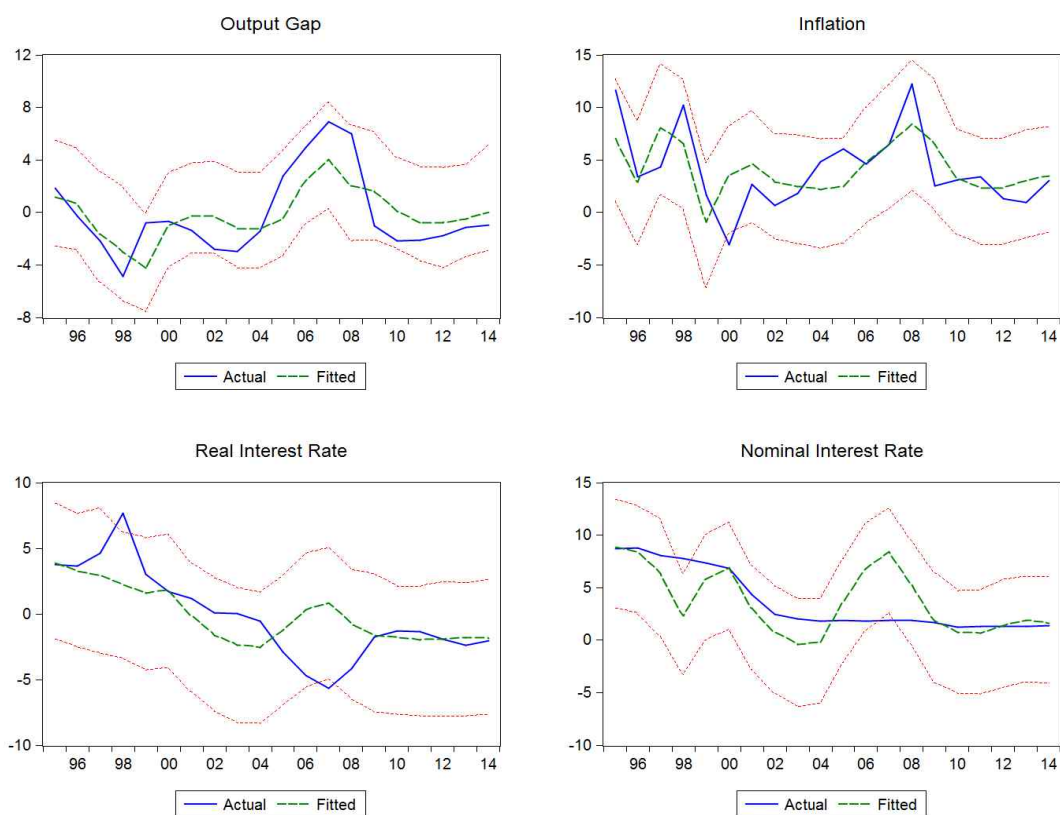 Output Gap
12
8
4
0
-4
-8
96 98 00 02 04 06 08 10 12 14
Actual Fitted
Inflation
15
10
5
0
-5
-10
96 98 00 02 04 06 08 10 12 14
Actual Fitted
Real Interest Rate
10
5
0
-5
-10
96 98 00 02 04 06 08 10 12 14
Actual Fitted
Nominal Interest Rate
15
10
5
0
-5
-10
96 98 00 02 04 06 08 10 12 14
Actual Fitted